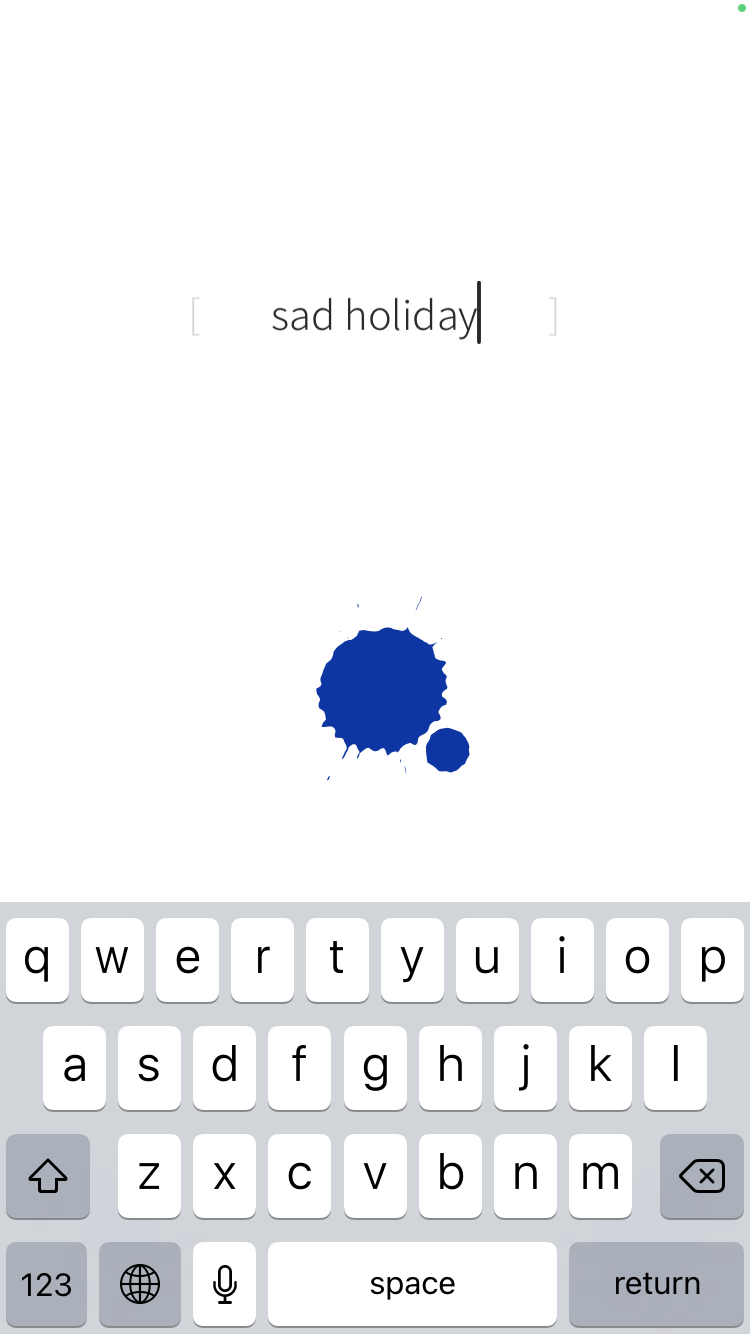 [ sad holiday ]
q w e r t y u i o p
a s d f g h j k l
z x c v b n m
123 space return